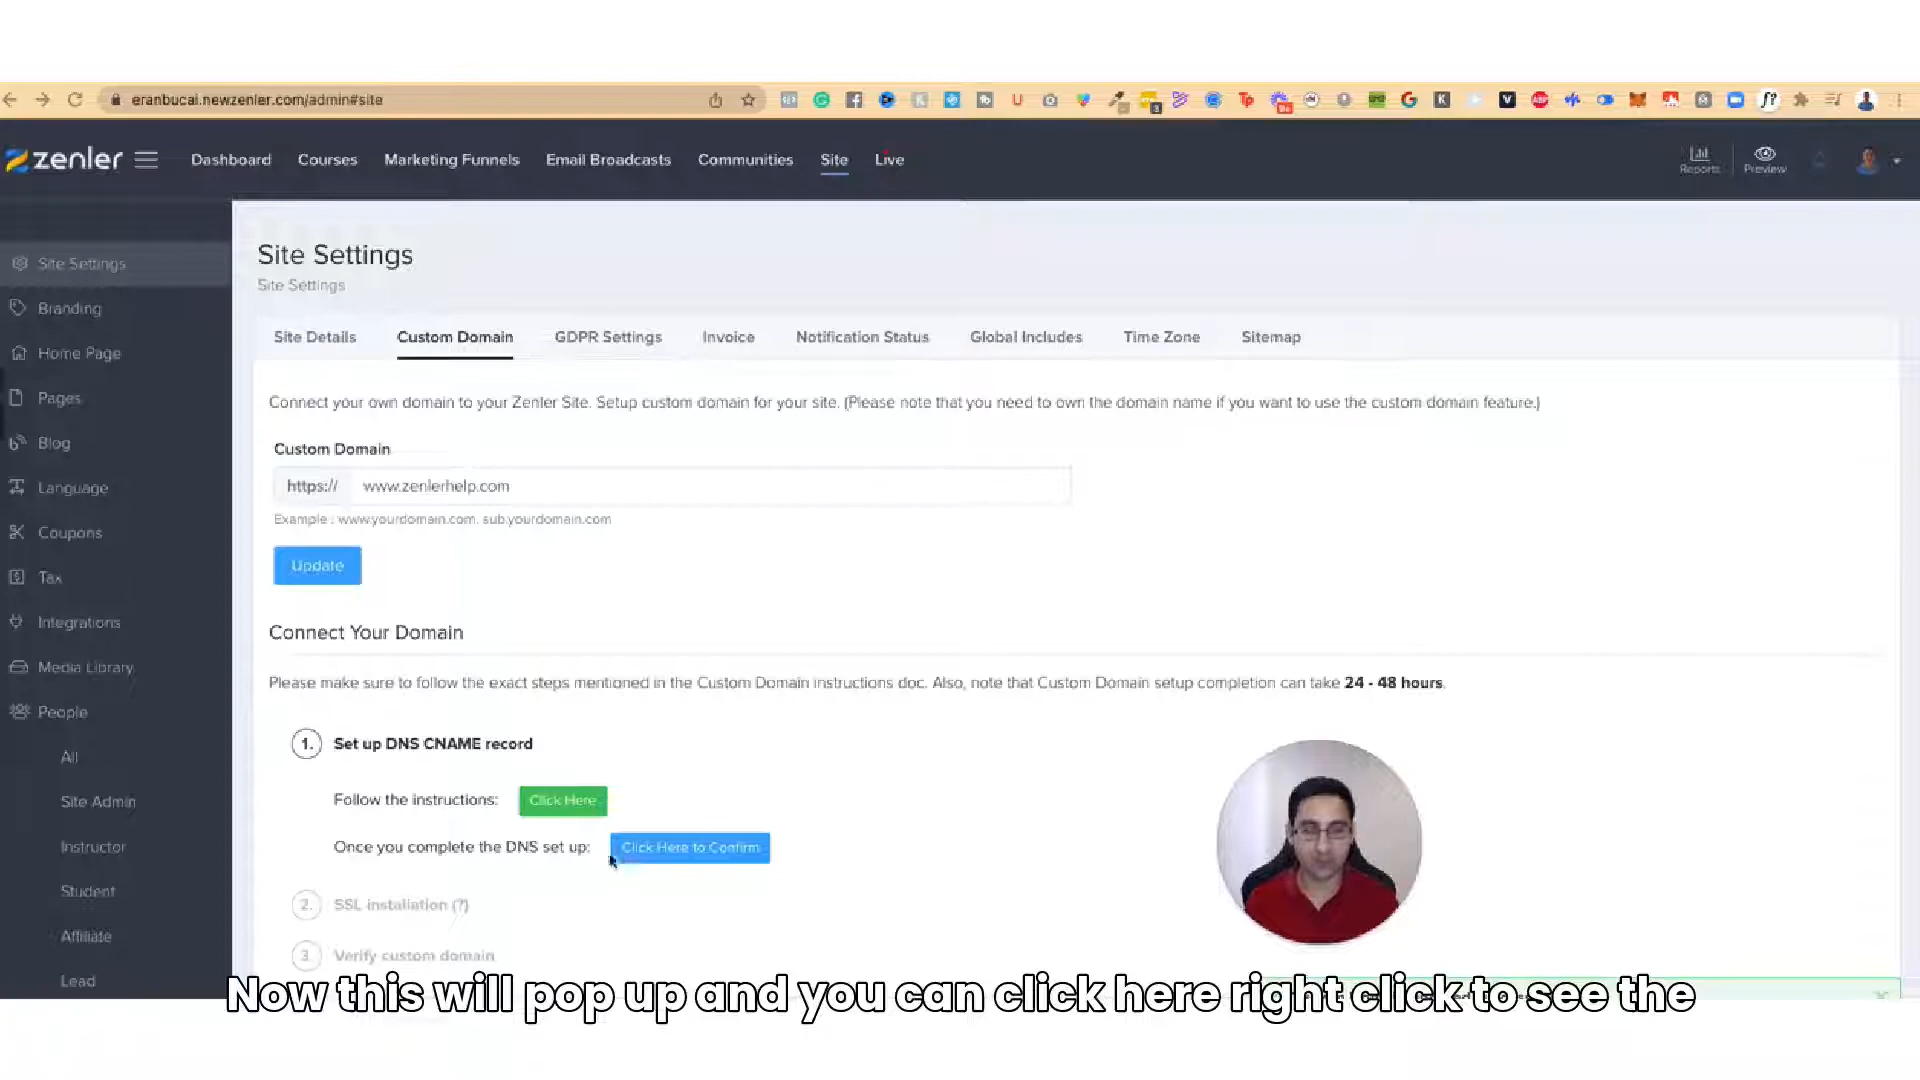 eranbucai.newzenler.com/admin#site
zenler
Dashboard
Courses
Marketing Funnels
Email Broadcasts
Communities
Site
Live
Reports
Preview
Site Settings
Branding
Home Page
Pages
Blog
Language
Coupons
Tax
Integrations
Media Library
People
All
Site Admin
Instructor
Student
Affiliate
Lead
Site Settings
Site Settings
Site Details
Custom Domain
GDPR Settings
Invoice
Notification Status
Global Includes
Time Zone
Sitemap
Connect your own domain to your Zenler Site. Setup custom domain for your site. (Please note that you need to own the domain name if you want to use the custom domain feature.)
Custom Domain
https:// www.zenlerhelp.com
Example : www.yourdomain.com, sub.yourdomain.com
Update
Connect Your Domain
Please make sure to follow the exact steps mentioned in the Custom Domain instructions doc. Also, note that Custom Domain setup completion can take 24 - 48 hours.
1. Set up DNS CNAME record
Follow the instructions: Click Here
Once you complete the DNS set up: Click Here to Confirm
2. SSL installation (?)
3. Verify custom domain
Now this will pop up and you can click here right click to see the